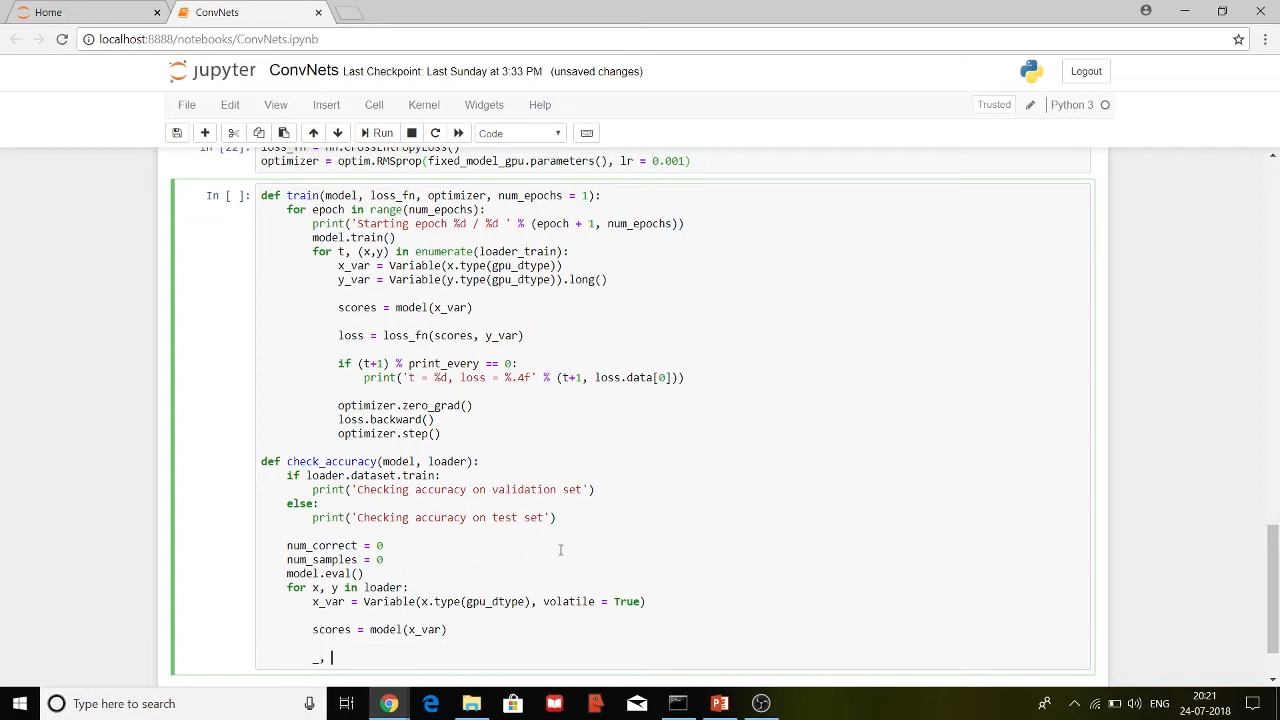 Home
ConvNets
localhost:8888/notebooks/ConvNets.ipynb
jupyter ConvNets Last Checkpoint: Last Sunday at 3:33 PM (unsaved changes)
Logout
File Edit View Insert Cell Kernel Widgets Help
Trusted Python 3
Run Code
In [22]: loss_fn = nn.CrossEntropyLoss()
optimizer = optim.RMSprop(fixed_model_gpu.parameters(), lr = 0.001)
In [ ]: def train(model, loss_fn, optimizer, num_epochs = 1):
for epoch in range(num_epochs):
print('Starting epoch %d / %d ' % (epoch + 1, num_epochs))
model.train()
for t, (x,y) in enumerate(loader_train):
x_var = Variable(x.type(gpu_dtype))
y_var = Variable(y.type(gpu_dtype)).long()
scores = model(x_var)
loss = loss_fn(scores, y_var)
if (t+1) % print_every == 0:
print('t = %d, loss = %.4f' % (t+1, loss.data[0]))
optimizer.zero_grad()
loss.backward()
optimizer.step()
def check_accuracy(model, loader):
if loader.dataset.train:
print('Checking accuracy on validation set')
else:
print('Checking accuracy on test set')
num_correct = 0
num_samples = 0
model.eval()
for x, y in loader:
x_var = Variable(x.type(gpu_dtype), volatile = True)
scores = model(x_var)
_,
Type here to search
ENG
20:21
24-07-2018